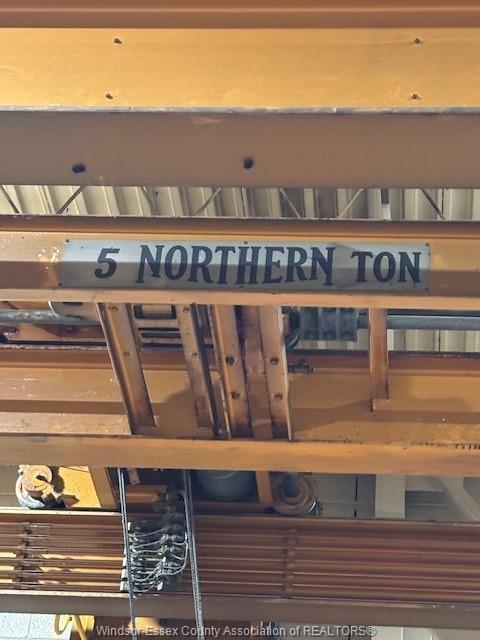 5 NORTHERN TON
Windsor-Essex County Association of REALTORS®